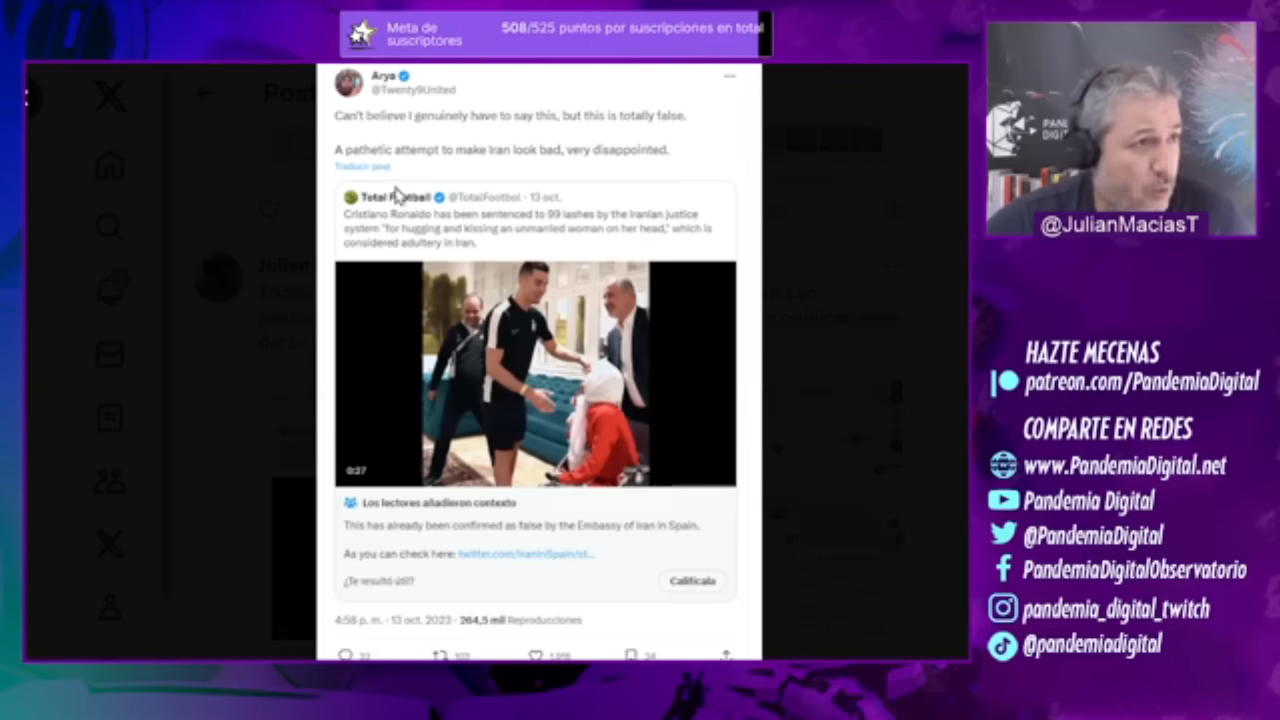 Meta de
suscriptores
508/525 puntos por suscripciones en total
Post
Arya
@Twenty9United
Can't believe I genuinely have to say this, but this is totally false.
A pathetic attempt to make Iran look bad, very disappointed.
Traducir post
Total Football @TotalFootbol · 13 oct.
Cristiano Ronaldo has been sentenced to 99 lashes by the Iranian justice
system "for hugging and kissing an unmarried woman on her head," which is
considered adultery in Iran.
0:27
Los lectores añadieron contexto
This has already been confirmed as false by the Embassy of Iran in Spain.
As you can check here: twitter.com/IraninSpain/st...
¿Te resultó útil?
Califícala
4:58 p. m. · 13 oct. 2023 · 264,5 mil Reproducciones
33 103 34
@JulianMaciasT
HAZTE MECENAS
patreon.com/PandemiaDigital
COMPARTE EN REDES
www.PandemiaDigital.net
Pandemia Digital
@PandemiaDigital
PandemiaDigitalObservatorio
pandemia_digital_twitch
@pandemiadigital